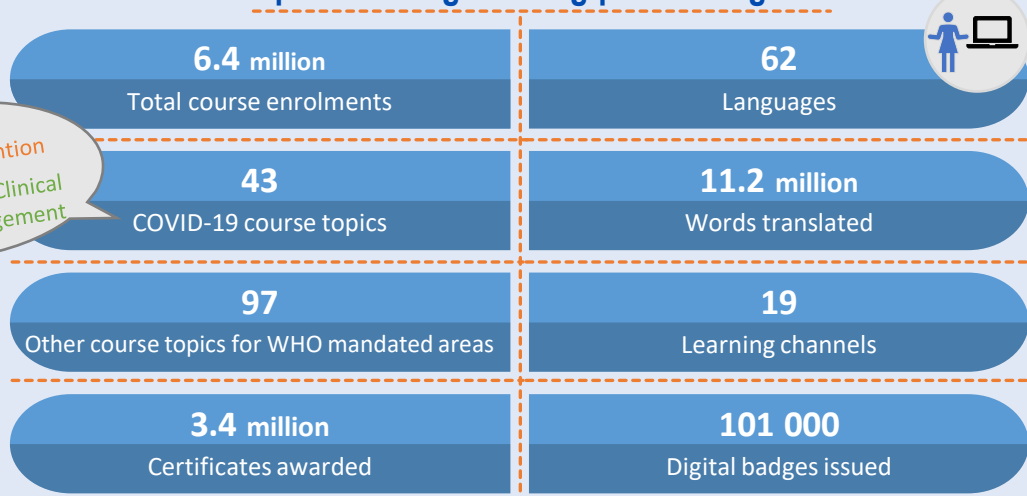 6.4 million
Total course enrolments
62
Languages
43
COVID-19 course topics
11.2 million
Words translated
97
Other course topics for WHO mandated areas
19
Learning channels
3.4 million
Certificates awarded
101 000
Digital badges issued
Clinical